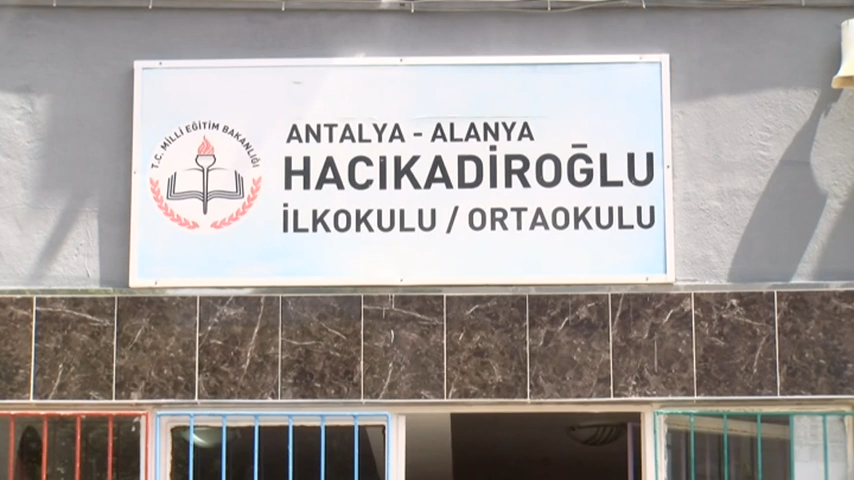 T.C. MİLLİ EĞİTİM BAKANLIĞI
ANTALYA - ALANYA
HACIKADİROĞLU
İLKOKULU / ORTAOKULU